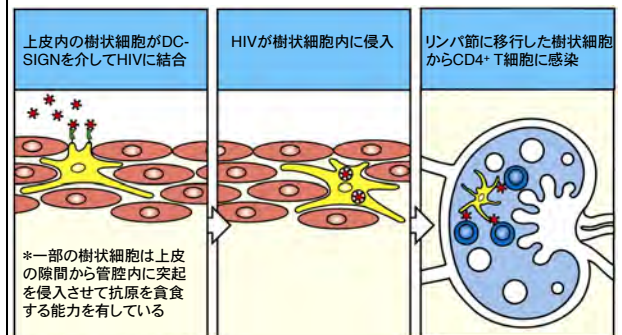 上皮内の樹状細胞がDC-
SIGNを介してHIVに結合
HIVが樹状細胞内に侵入
リンパ節に移行した樹状細胞
からCD4⁺ T細胞に感染
*一部の樹状細胞は上皮
の隙間から管腔内に突起
を侵入させて抗原を貪食
する能力を有している